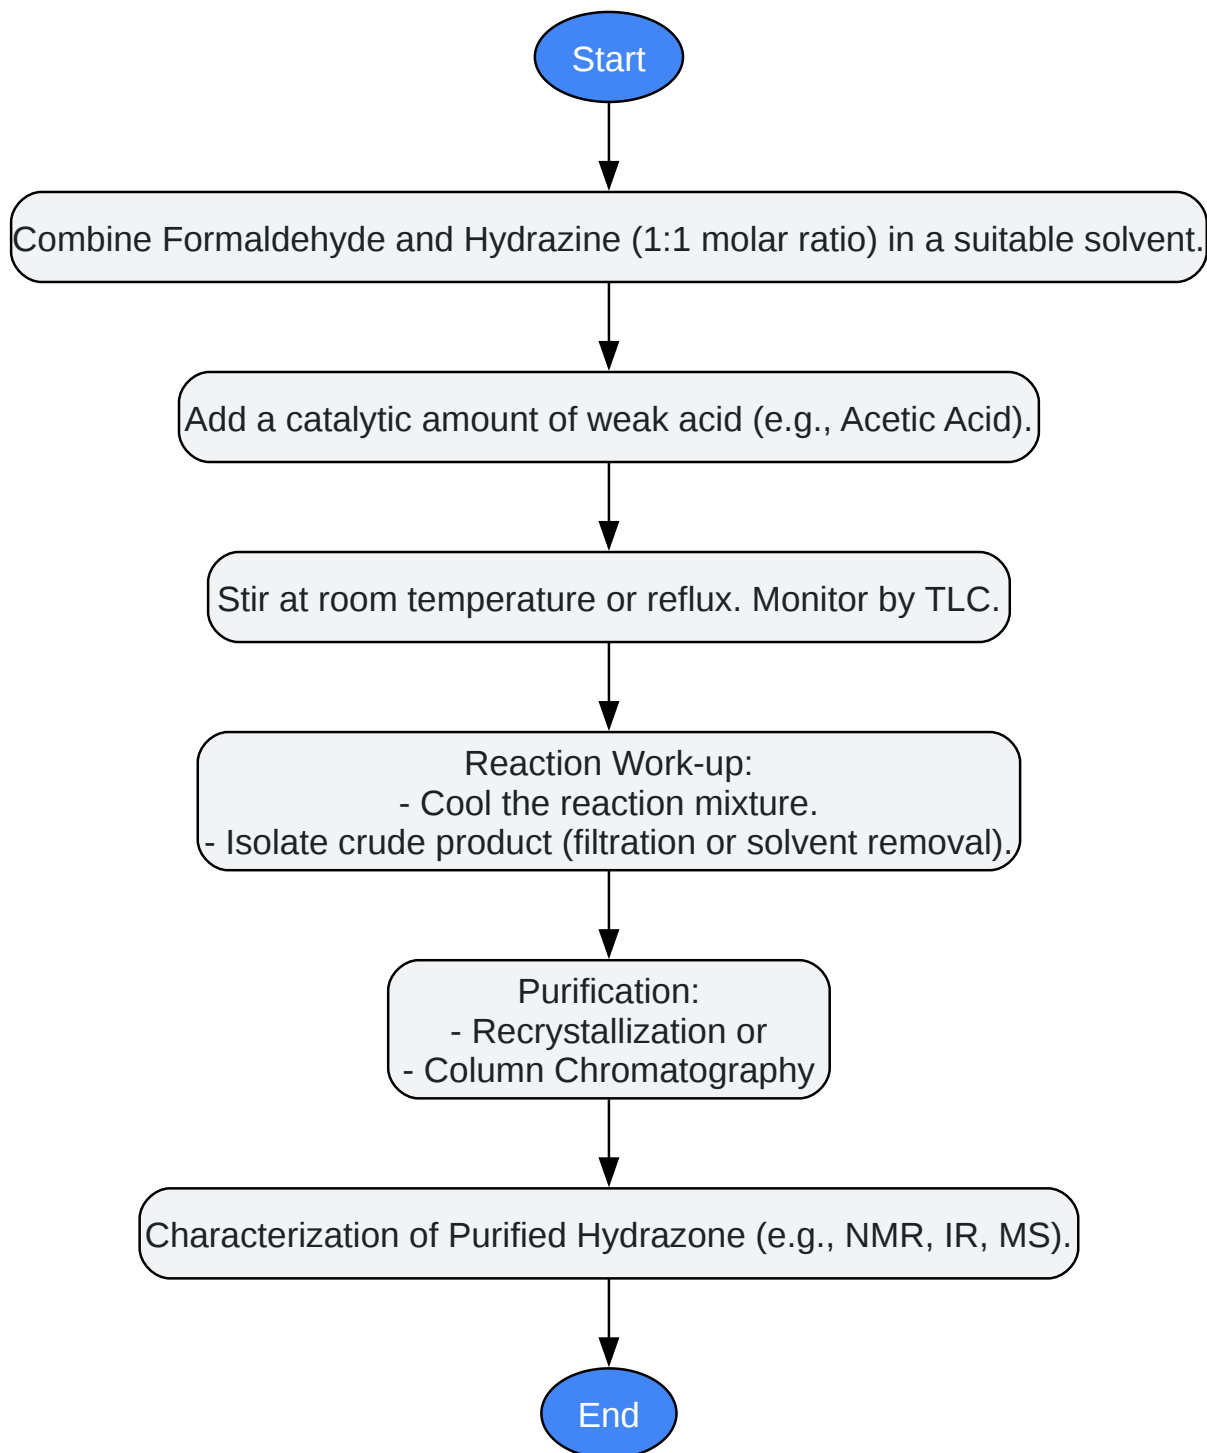 Start
Combine Formaldehyde and Hydrazine (1:1 molar ratio) in a suitable solvent.
Add a catalytic amount of weak acid (e.g., Acetic Acid).
Stir at room temperature or reflux. Monitor by TLC.
Reaction Work-up:
- Cool the reaction mixture.
- Isolate crude product (filtration or solvent removal).
Purification:
- Recrystallization or
- Column Chromatography
Characterization of Purified Hydrazone (e.g., NMR, IR, MS).
End